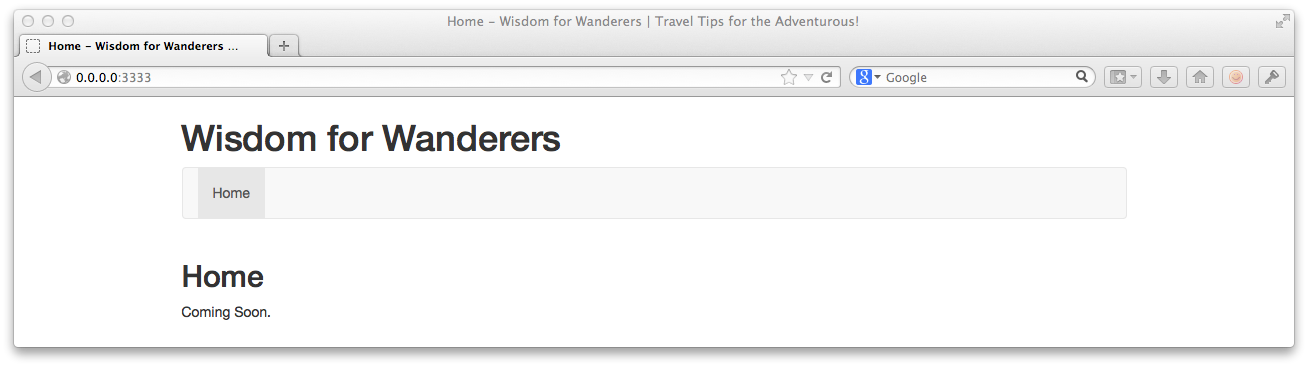 Home – Wisdom for Wanderers | Travel Tips for the Adventurous!
Home – Wisdom for Wanderers ...
0.0.0.0:3333
Google
Wisdom for Wanderers
Home
Home
Coming Soon.